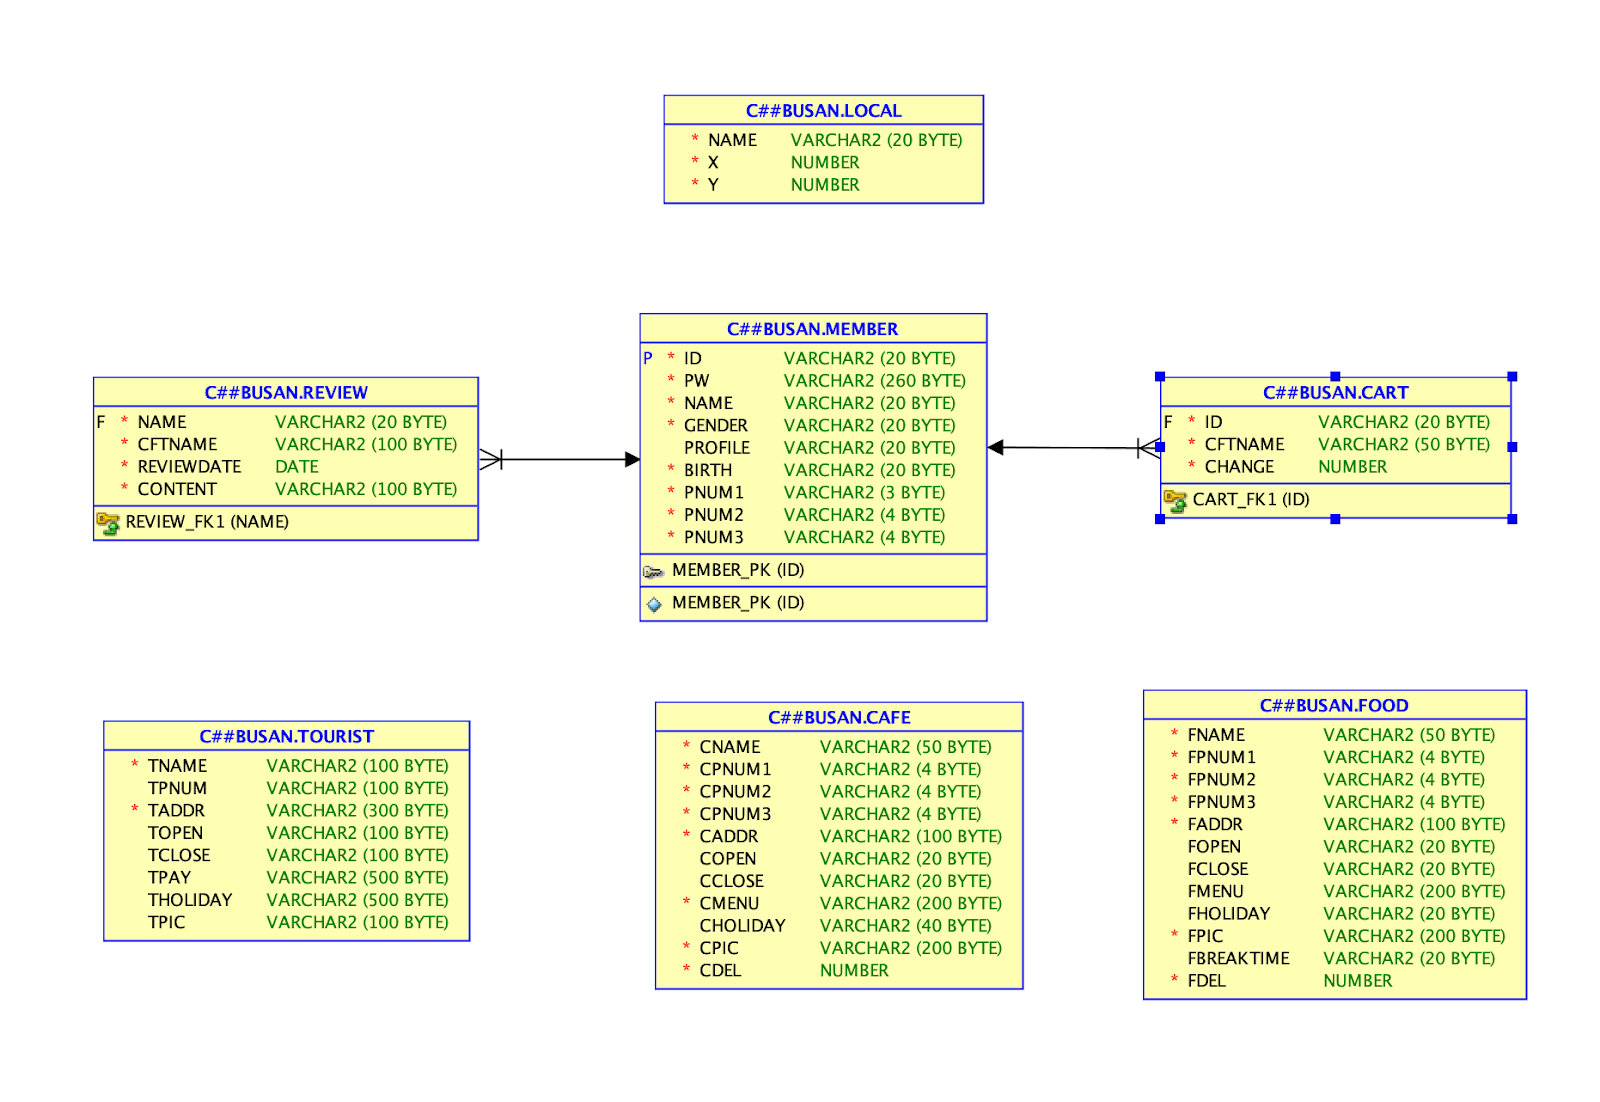 C##BUSAN.LOCAL
* NAME VARCHAR2 (20 BYTE)
* X NUMBER
* Y NUMBER
C##BUSAN.REVIEW
F * NAME VARCHAR2 (20 BYTE)
* CFTNAME VARCHAR2 (100 BYTE)
* REVIEWDATE DATE
* CONTENT VARCHAR2 (100 BYTE)
REVIEW_FK1 (NAME)
C##BUSAN.MEMBER
P * ID VARCHAR2 (20 BYTE)
* PW VARCHAR2 (260 BYTE)
* NAME VARCHAR2 (20 BYTE)
* GENDER VARCHAR2 (20 BYTE)
PROFILE VARCHAR2 (20 BYTE)
* BIRTH VARCHAR2 (20 BYTE)
* PNUM1 VARCHAR2 (3 BYTE)
* PNUM2 VARCHAR2 (4 BYTE)
* PNUM3 VARCHAR2 (4 BYTE)
MEMBER_PK (ID)
MEMBER_PK (ID)
C##BUSAN.CART
F * ID VARCHAR2 (20 BYTE)
* CFTNAME VARCHAR2 (50 BYTE)
* CHANGE NUMBER
CART_FK1 (ID)
C##BUSAN.TOURIST
* TNAME VARCHAR2 (100 BYTE)
TPNUM VARCHAR2 (100 BYTE)
* TADDR VARCHAR2 (300 BYTE)
TOPEN VARCHAR2 (100 BYTE)
TCLOSE VARCHAR2 (100 BYTE)
TPAY VARCHAR2 (500 BYTE)
THOLIDAY VARCHAR2 (500 BYTE)
TPIC VARCHAR2 (100 BYTE)
C##BUSAN.CAFE
* CNAME VARCHAR2 (50 BYTE)
* CPNUM1 VARCHAR2 (4 BYTE)
* CPNUM2 VARCHAR2 (4 BYTE)
* CPNUM3 VARCHAR2 (4 BYTE)
* CADDR VARCHAR2 (100 BYTE)
COPEN VARCHAR2 (20 BYTE)
CCLOSE VARCHAR2 (20 BYTE)
* CMENU VARCHAR2 (200 BYTE)
CHOLIDAY VARCHAR2 (40 BYTE)
* CPIC VARCHAR2 (200 BYTE)
* CDEL NUMBER
C##BUSAN.FOOD
* FNAME VARCHAR2 (50 BYTE)
* FPNUM1 VARCHAR2 (4 BYTE)
* FPNUM2 VARCHAR2 (4 BYTE)
* FPNUM3 VARCHAR2 (4 BYTE)
* FADDR VARCHAR2 (100 BYTE)
FOPEN VARCHAR2 (20 BYTE)
FCLOSE VARCHAR2 (20 BYTE)
FMENU VARCHAR2 (200 BYTE)
FHOLIDAY VARCHAR2 (20 BYTE)
* FPIC VARCHAR2 (200 BYTE)
FBREAKTIME VARCHAR2 (20 BYTE)
* FDEL NUMBER